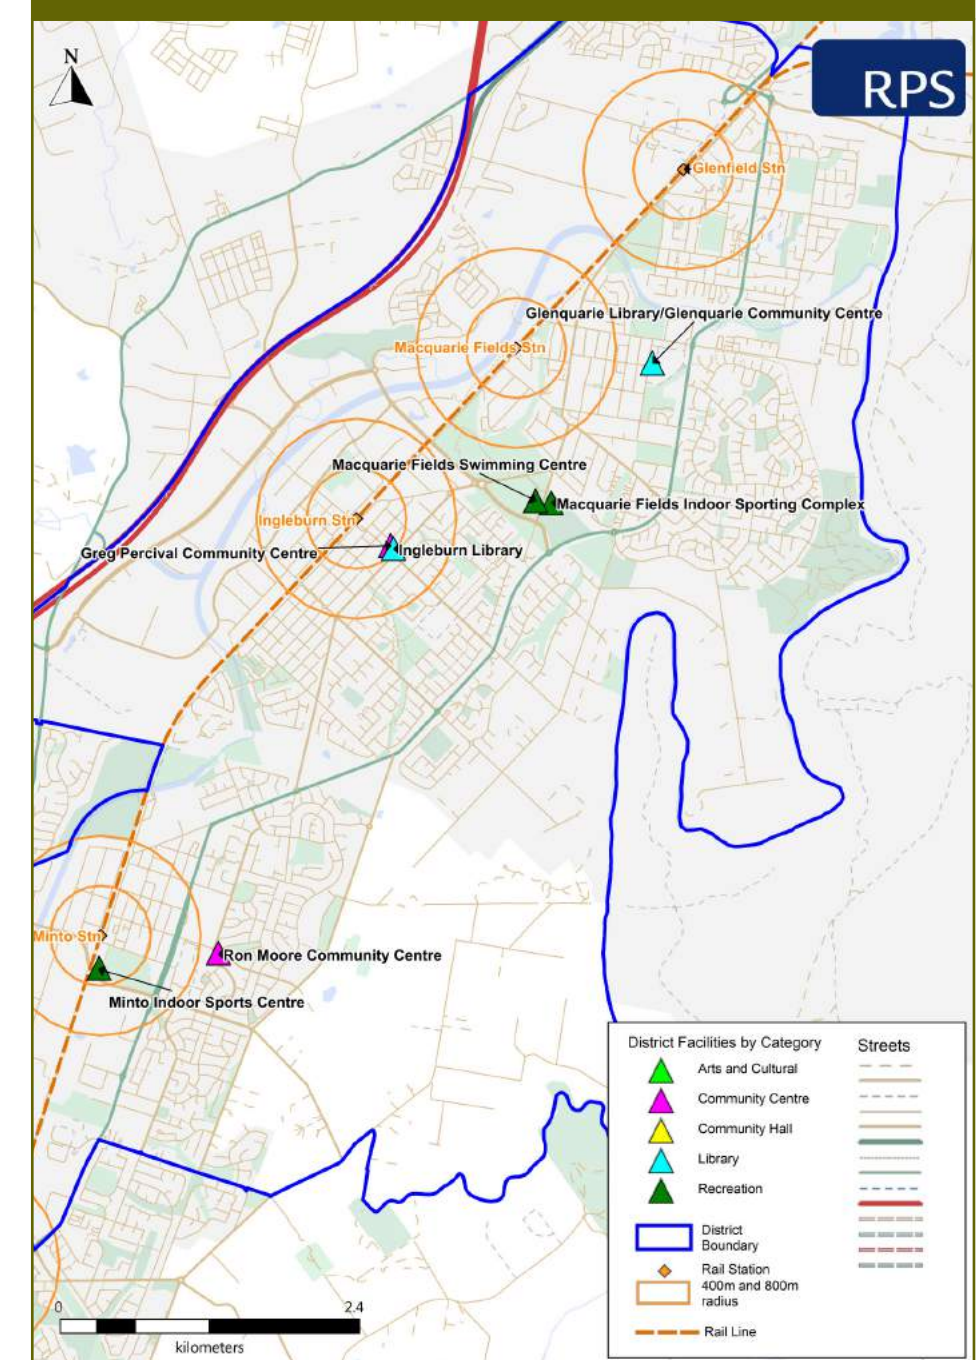 N
RPS
Glenfield Stn
Glenquarie Library/Glenquarie Community Centre
Macquarie Fields Stn
Macquarie Fields Swimming Centre
Macquarie Fields Indoor Sporting Complex
Ingleburn Stn
Greg Percival Community Centre
Ingleburn Library
Minto Stn
Ron Moore Community Centre
Minto Indoor Sports Centre
District Facilities by Category
Arts and Cultural
Community Centre
Community Hall
Library
Recreation
District
Boundary
Rail Station
400m and 800m
radius
Rail Line
Streets
0
2.4
kilometers